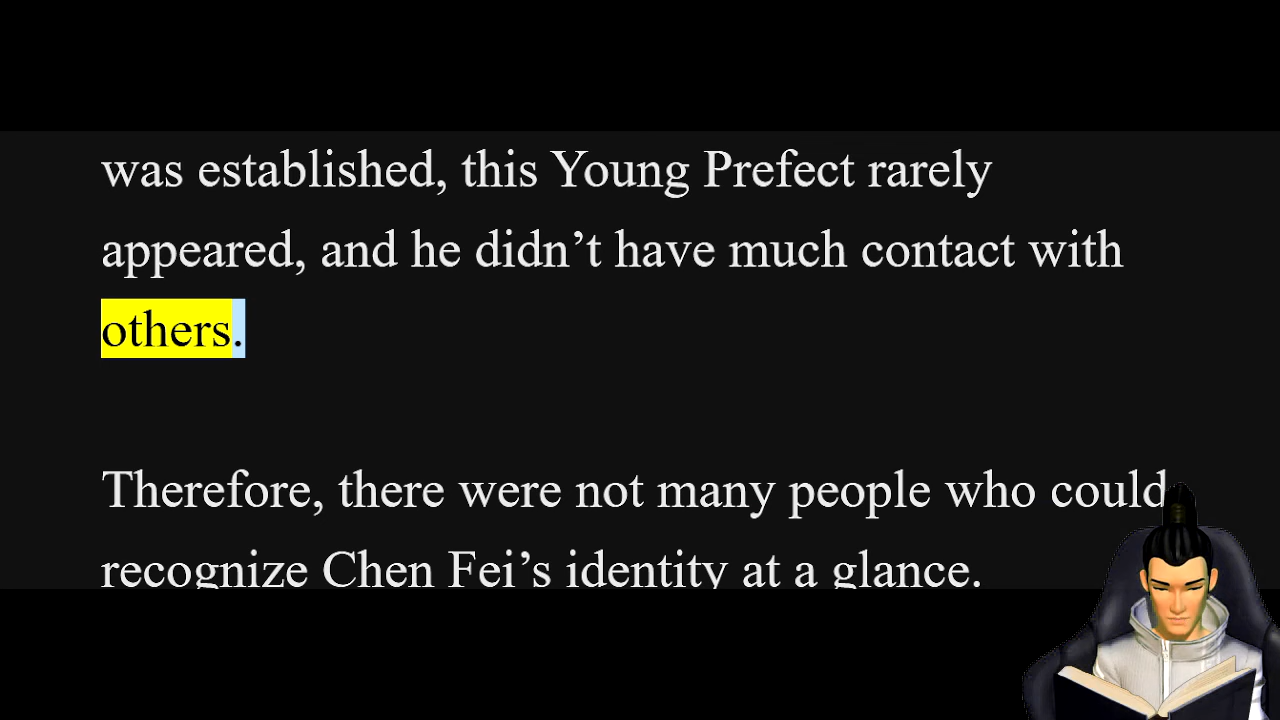 was established, this Young Prefect rarely
appeared, and he didn’t have much contact with
others.
Therefore, there were not many people who could
recognize Chen Fei’s identity at a glance.